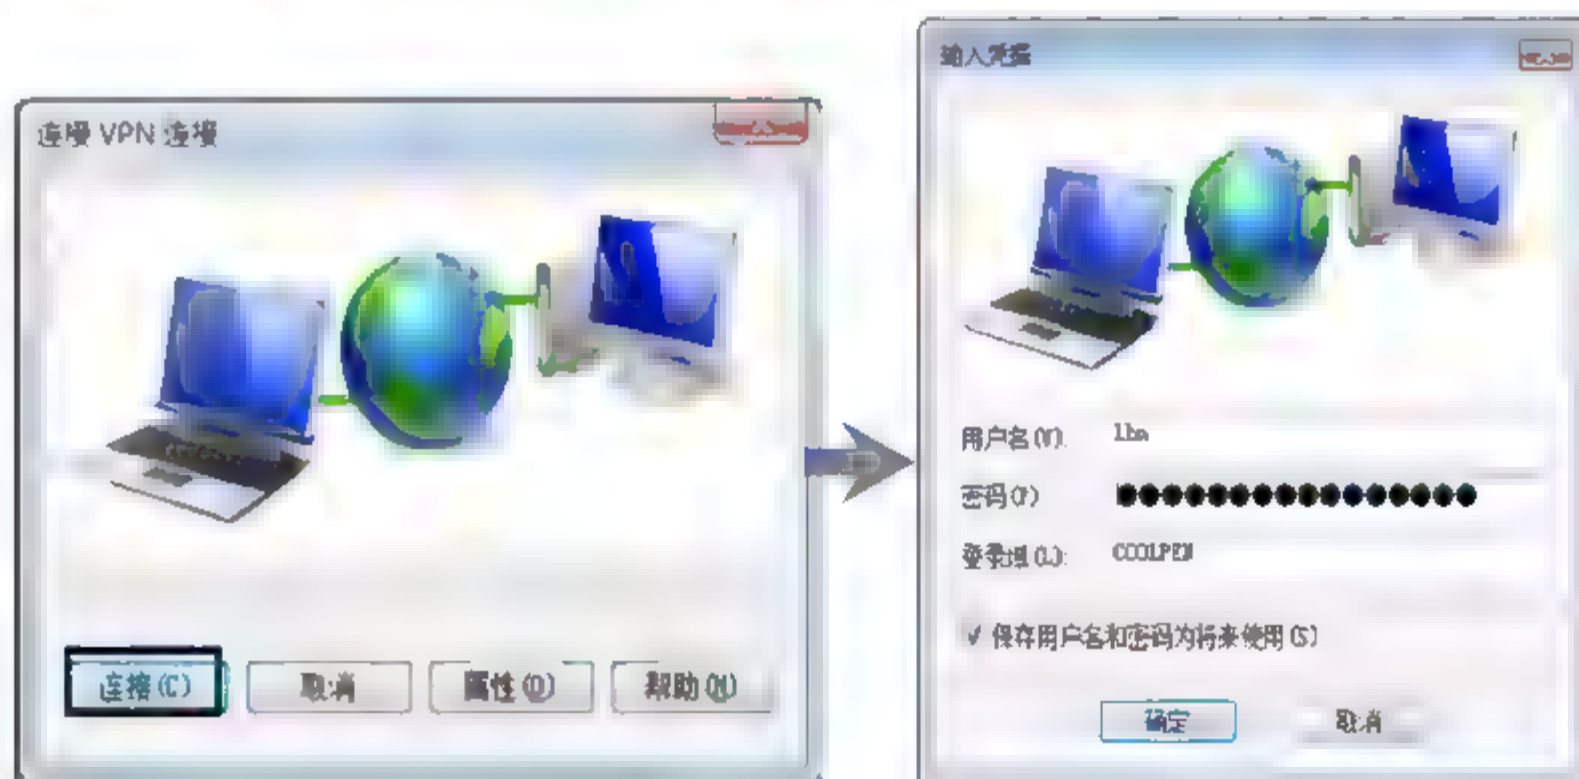 连接 VPN 连接
连接(C)
取消
属性(O)
帮助(H)
输入凭据
用户名(Y):
密码(P)
登录域(L):
COOLPEN
√ 保存用户名和密码为将来使用(S)
确定
取消